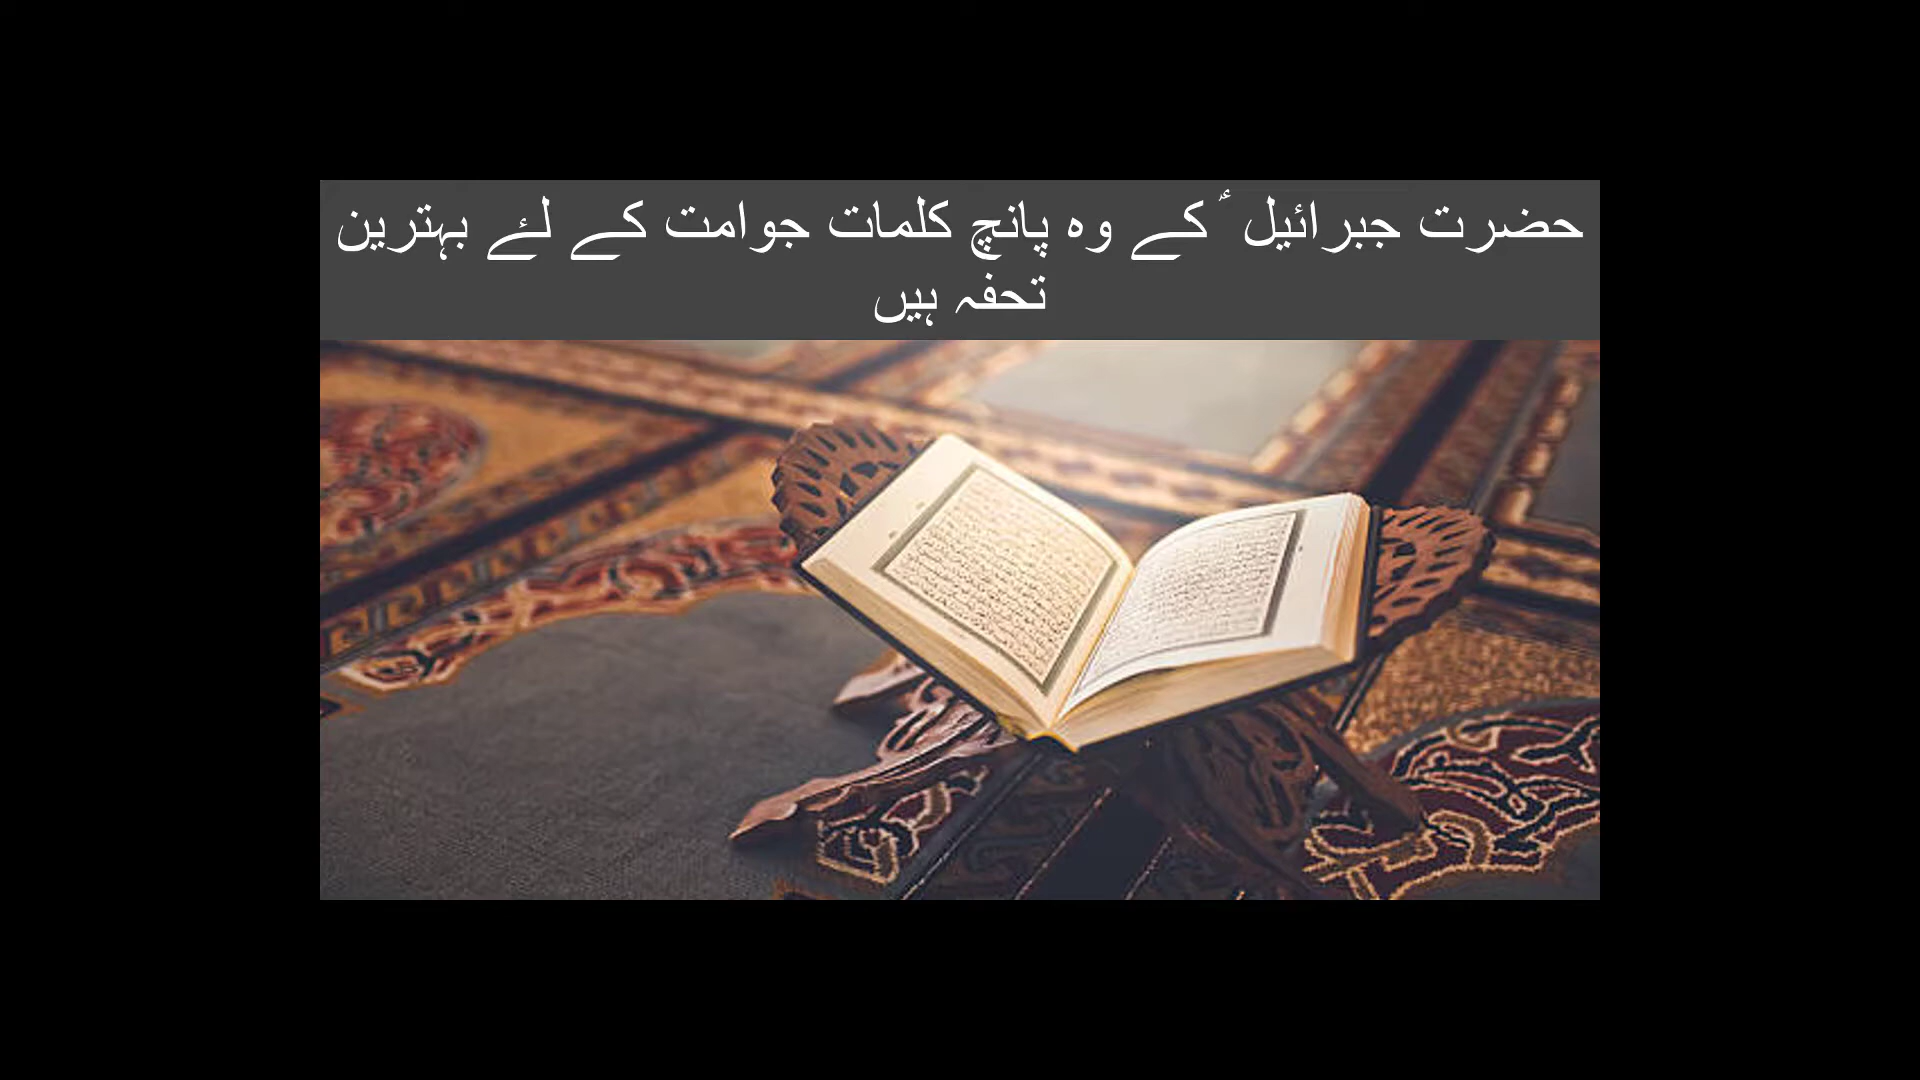 حضرت جبرائیل ؑ کے وہ پانچ کلمات جوامت کے لئے بہترین
تحفہ ہیں